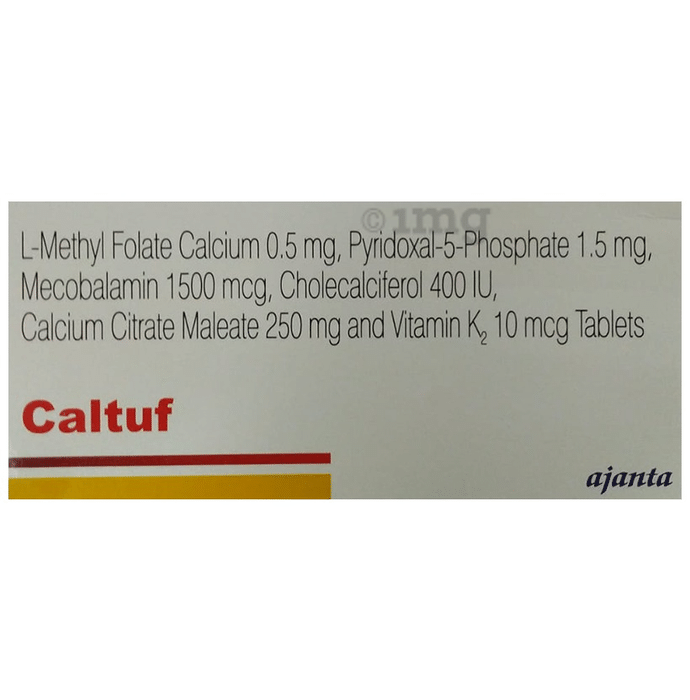 ©1mg
L-Methyl Folate Calcium 0.5 mg, Pyridoxal-5-Phosphate 1.5 mg,
Mecobalamin 1500 mcg, Cholecalciferol 400 IU,
Calcium Citrate Maleate 250 mg and Vitamin K₂ 10 mcg Tablets
Caltuf
ajanta